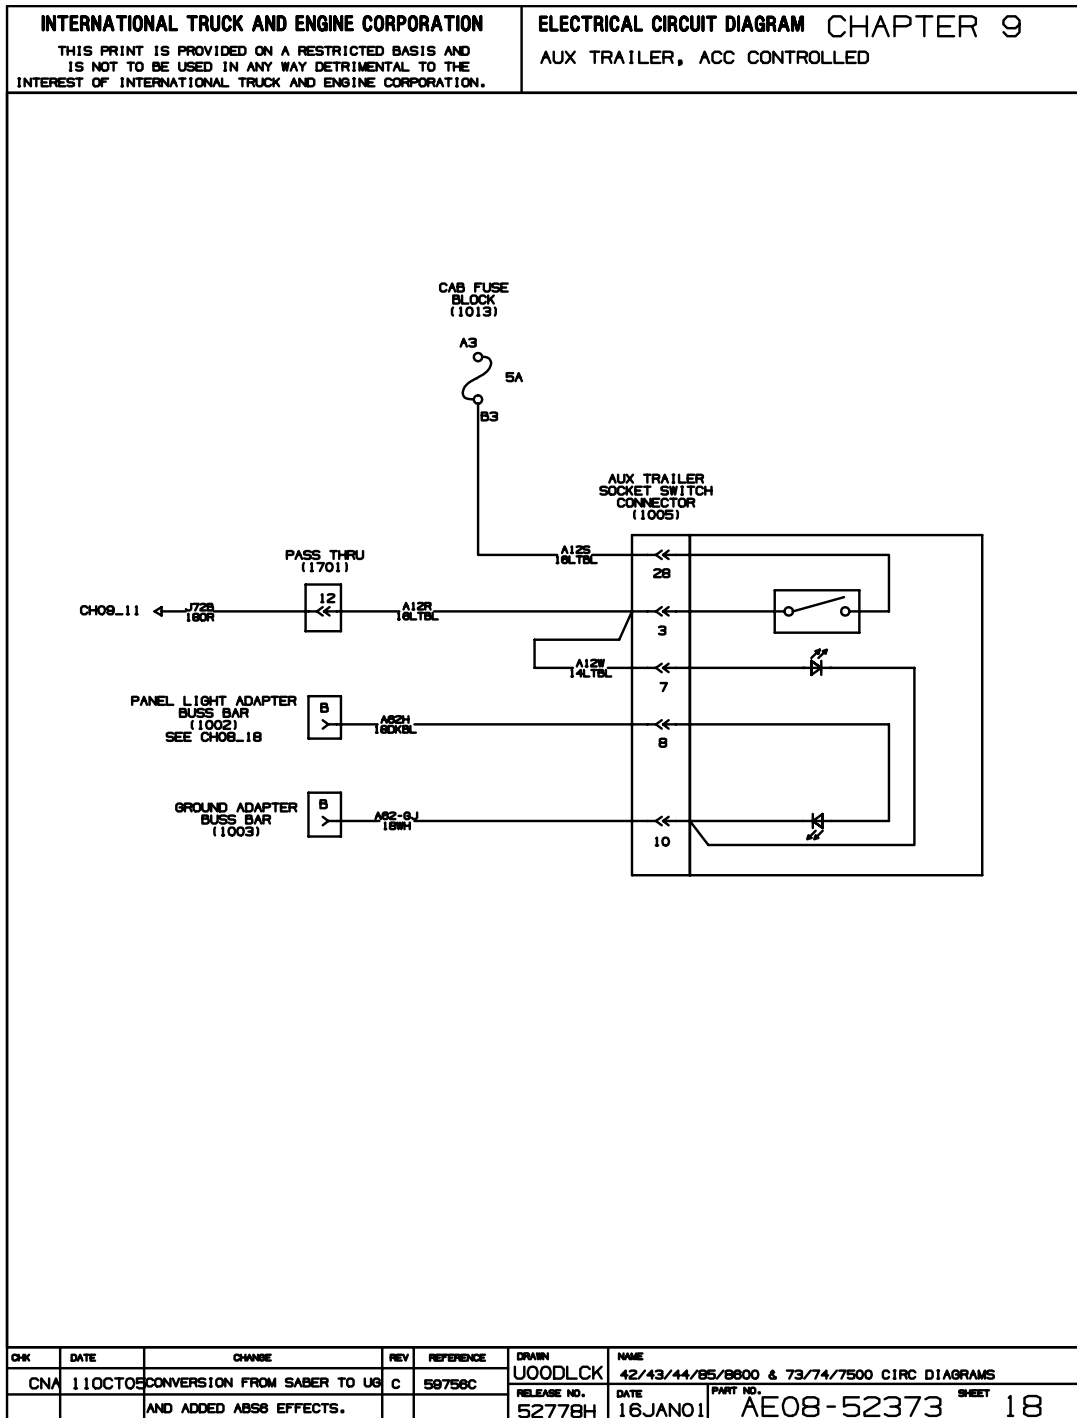 INTERNATIONAL TRUCK AND ENGINE CORPORATION
THIS PRINT IS PROVIDED ON A RESTRICTED BASIS AND
IS NOT TO BE USED IN ANY WAY DETRIMENTAL TO THE
INTEREST OF INTERNATIONAL TRUCK AND ENGINE CORPORATION.
ELECTRICAL CIRCUIT DIAGRAM CHAPTER 9
AUX TRAILER, ACC CONTROLLED
CAB FUSE
BLOCK
(1013)
A3
5A
B3
AUX TRAILER
SOCKET SWITCH
CONNECTOR
(1005)
A12S
28
PASS THRU
(1701)
12
CH09_11
J72B
A12R
3
A12W
14LTBL
7
PANEL LIGHT ADAPTER
BUSS BAR
(1002)
SEE CH08_18
B
A62H
8
GROUND ADAPTER
BUSS BAR
(1003)
B
A62-GJ
18WH
10
CHK DATE CHANGE REV REFERENCE
CNA 11OCT05 CONVERSION FROM SABER TO UG C 59756C
AND ADDED ABS6 EFFECTS.
DRAWN
UOODLCK
NAME
42/43/44/85/8600 & 73/74/7500 CIRC DIAGRAMS
RELEASE NO.
52778H
DATE
16JAN01
PART NO.
AE08-52373
SHEET
18